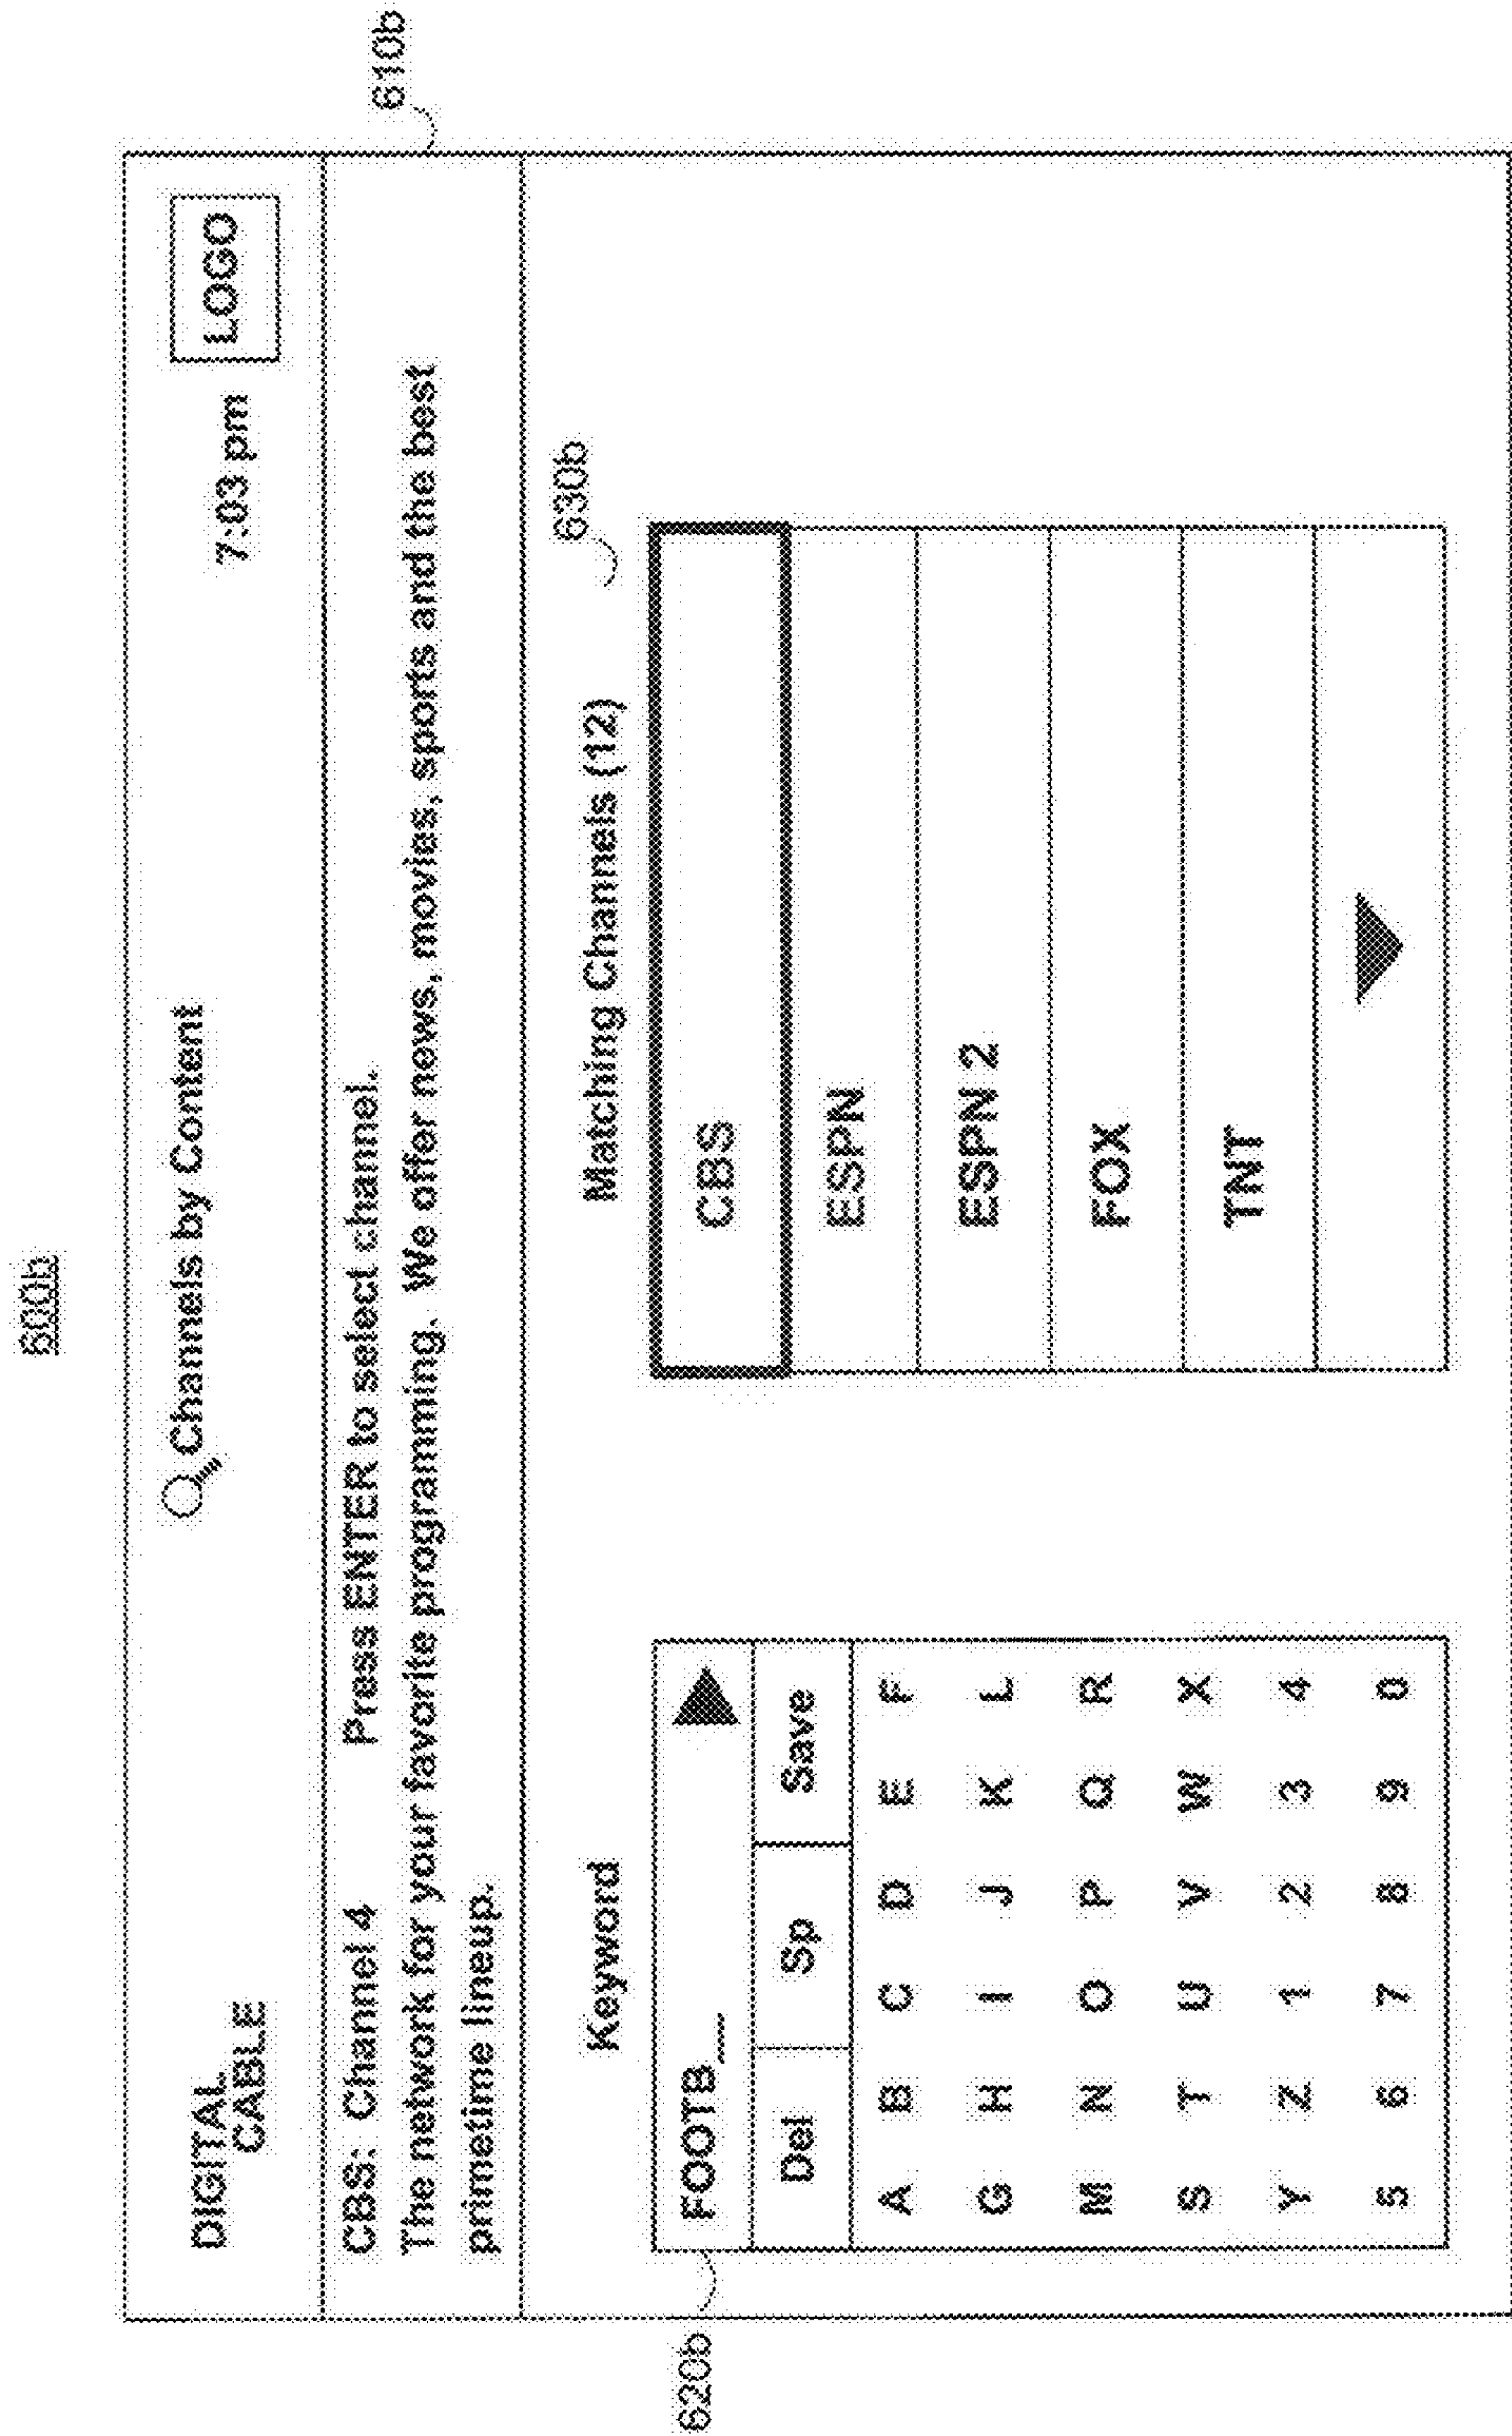 600b
DIGITAL
CABLE
Channels by Content
7:03 pm
LOGO
610b
CBS: Channel 4 Press ENTER to select channel.
The network for your favorite programming. We offer news, movies, sports and the best
primetime lineup.
Keyword
620b
FOOTB_
Del Sp Save
A B C D E F
G H I J K L
M N O P Q R
S T U V W X
Y Z 1 2 3 4
5 6 7 8 9 0
Matching Channels (12)
630b
CBS
ESPN
ESPN 2
FOX
TNT